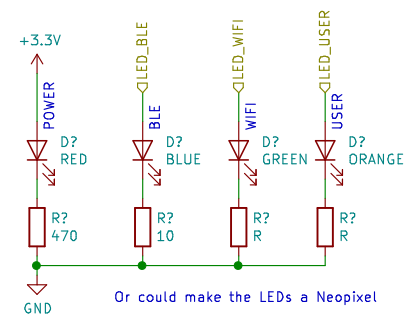 +3.3V
LED_BLE
LED_WIFI
LED_USER
POWER
BLE
WIFI
USER
D?
RED
D?
BLUE
D?
GREEN
D?
ORANGE
R?
470
R?
10
R?
R
R?
R
GND
Or could make the LEDs a Neopixel